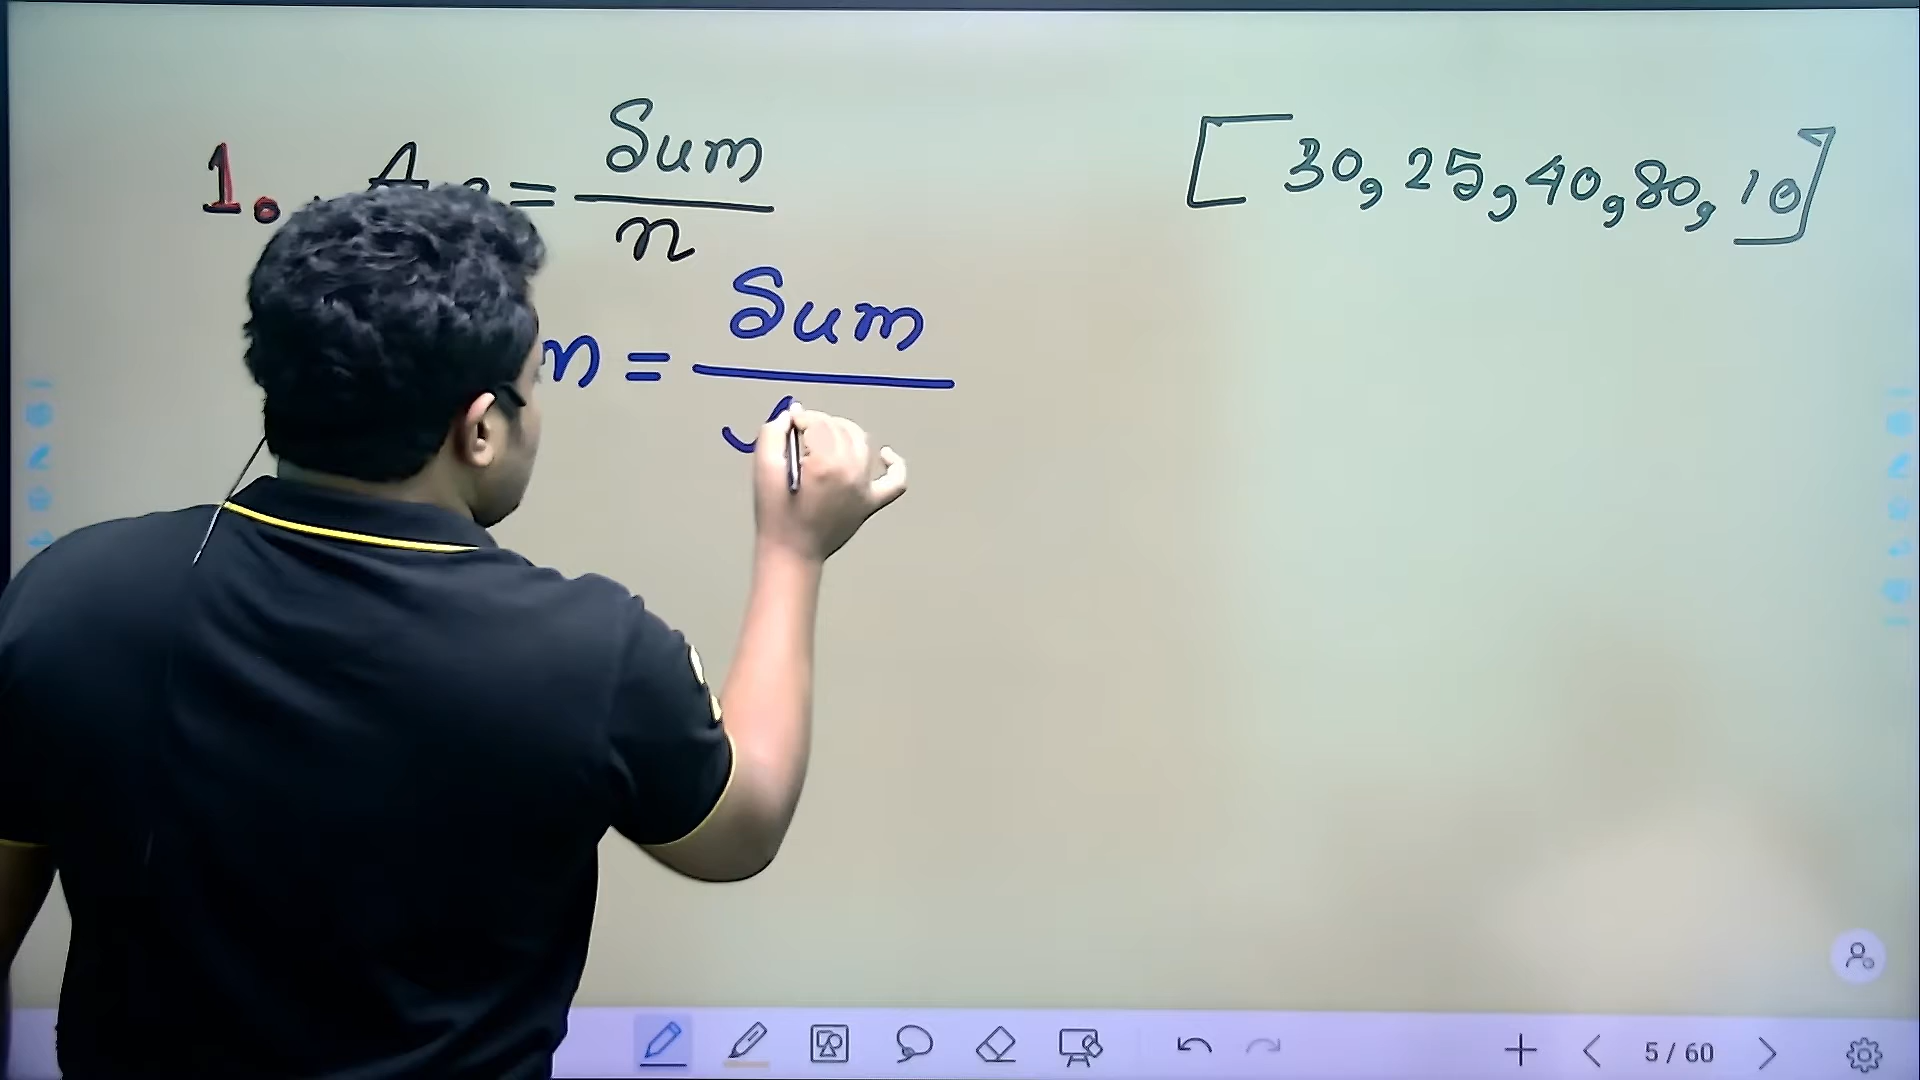 1. A = Sum
n
[30, 25, 40, 80, 10]
n = Sum
5 / 60